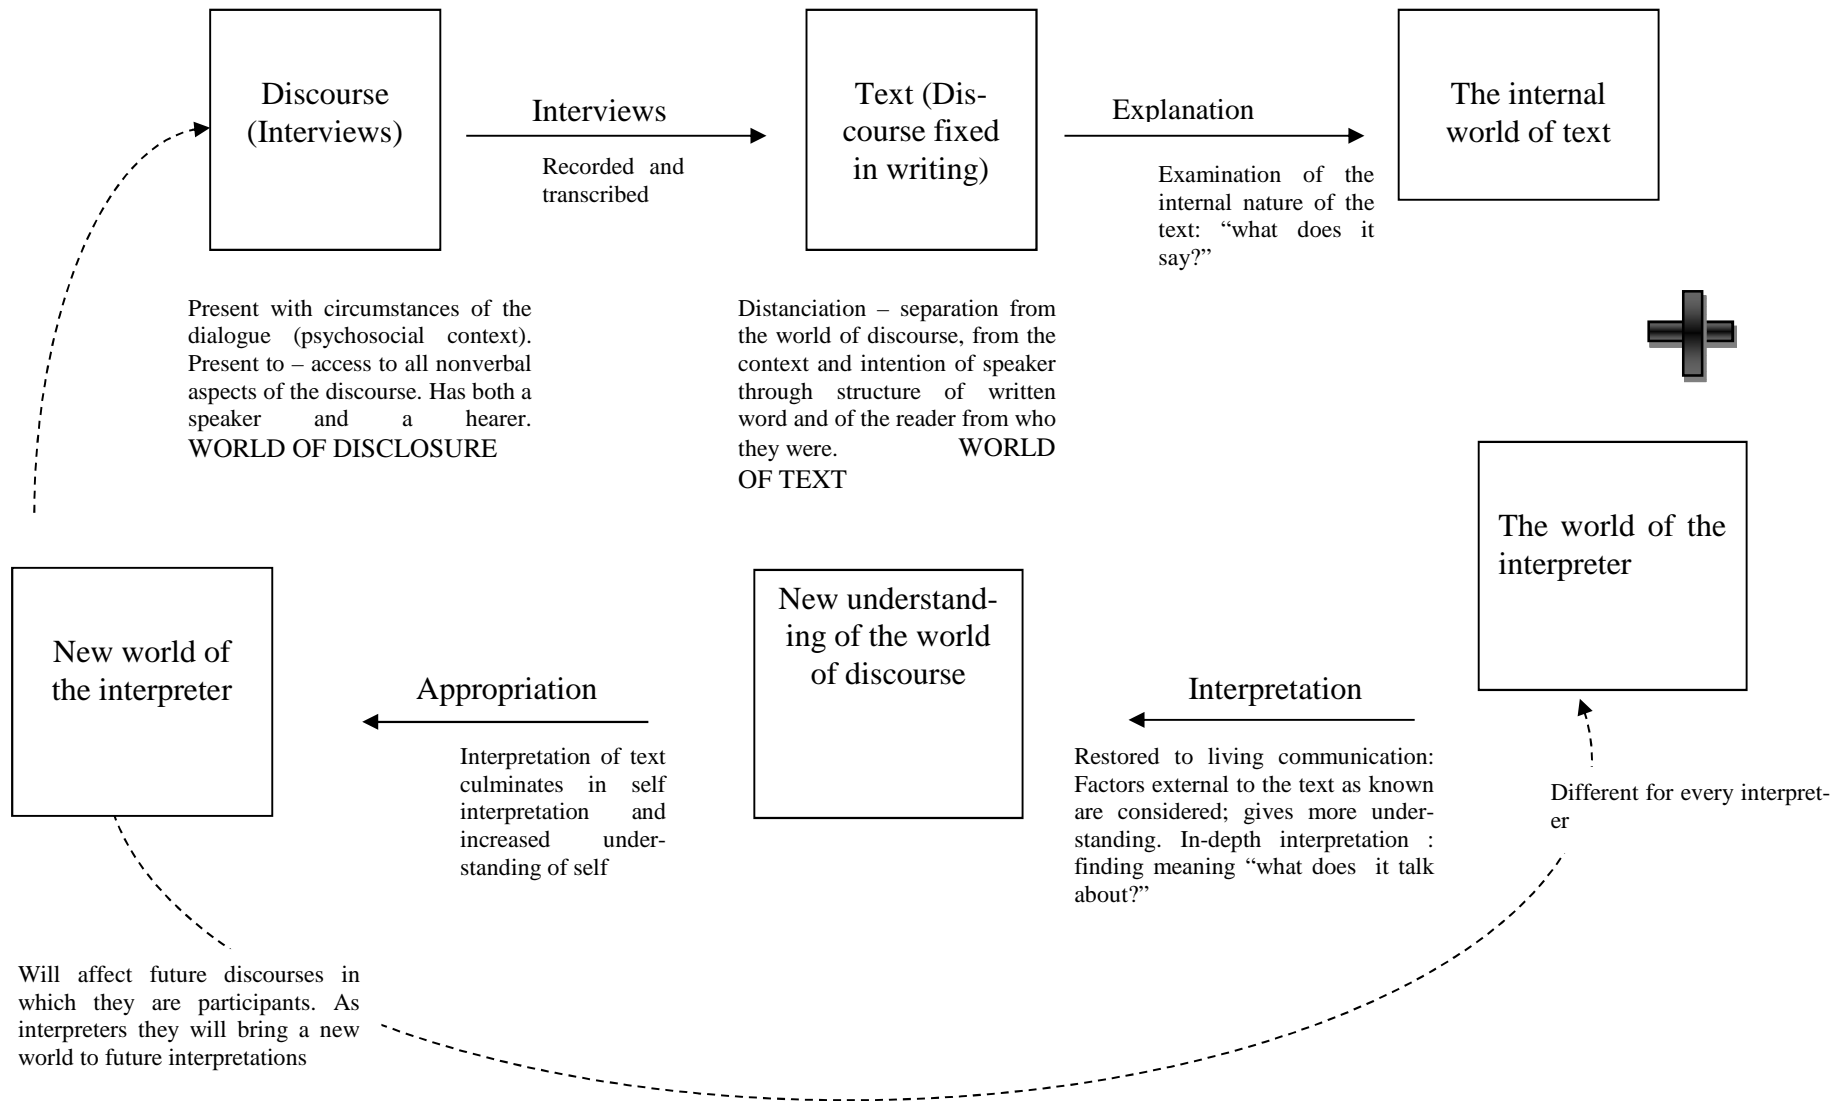 Discourse
(Interviews)
Interviews
Recorded and
transcribed
Text (Dis-
course fixed
in writing)
Explanation
Examination of the
internal nature of the
text: “what does it
say?”
The internal
world of text
Present with circumstances of the
dialogue (psychosocial context).
Present to – access to all nonverbal
aspects of the discourse. Has both a
speaker and a hearer.
WORLD OF DISCLOSURE
Distanciation – separation from
the world of discourse, from the
context and intention of speaker
through structure of written
word and of the reader from who
they were. WORLD
OF TEXT
The world of the
interpreter
New understand-
ing of the world
of discourse
New world of
the interpreter
Appropriation
Interpretation of text
culminates in self
interpretation and
increased under-
standing of self
Interpretation
Restored to living communication:
Factors external to the text as known
are considered; gives more under-
standing. In-depth interpretation :
finding meaning “what does it talk
about?”
Different for every interpret-
er
Will affect future discourses in
which they are participants. As
interpreters they will bring a new
world to future interpretations